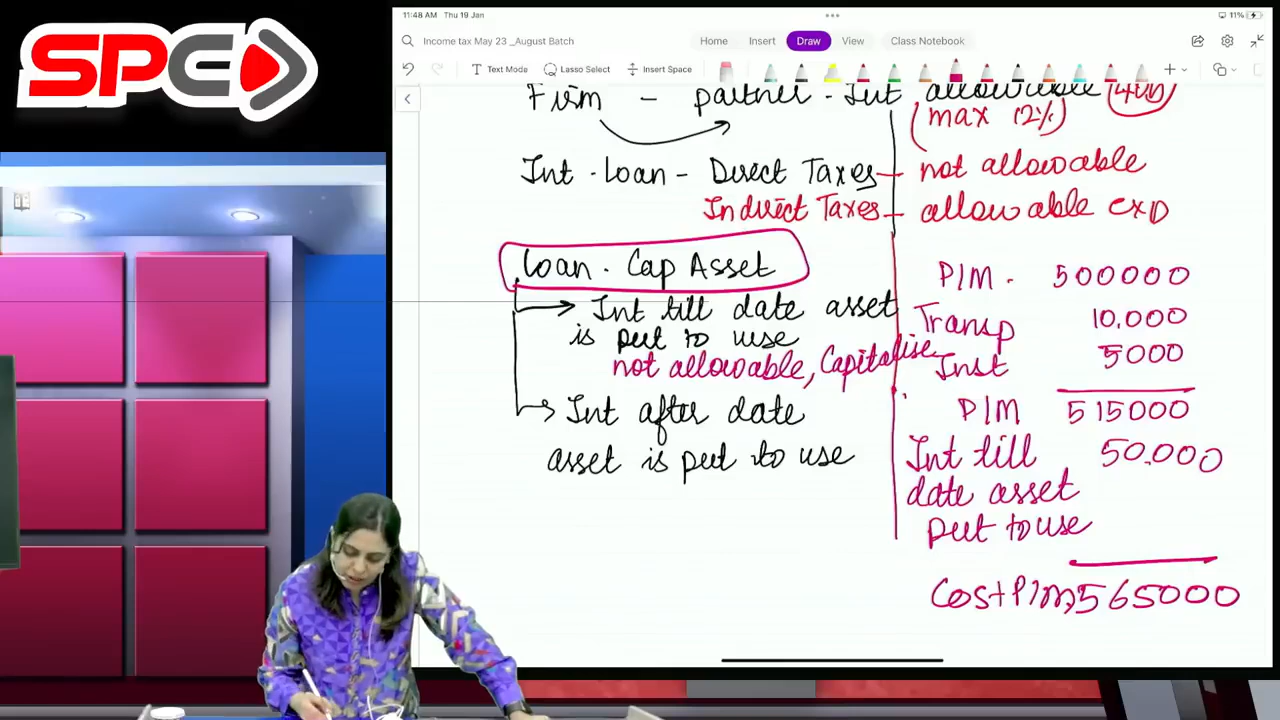 SPC
11:48 AM Thu 19 Jan
11%
Income tax May 23 _August Batch
Home Insert Draw View Class Notebook
Text Mode Lasso Select Insert Space
Firm - partner - Int allowable 40b
max 12%
Int - loan - Direct Taxes - not allowable
Indirect Taxes - allowable exp
loan - Cap Asset
Int till date asset
is put to use
not allowable, Capitalise
Int after date
asset is put to use
P/M - 500000
Transp 10,000
Inst 5000
P/M 515000
Int till 50,000
date asset
put to use
Cost P/M 565000